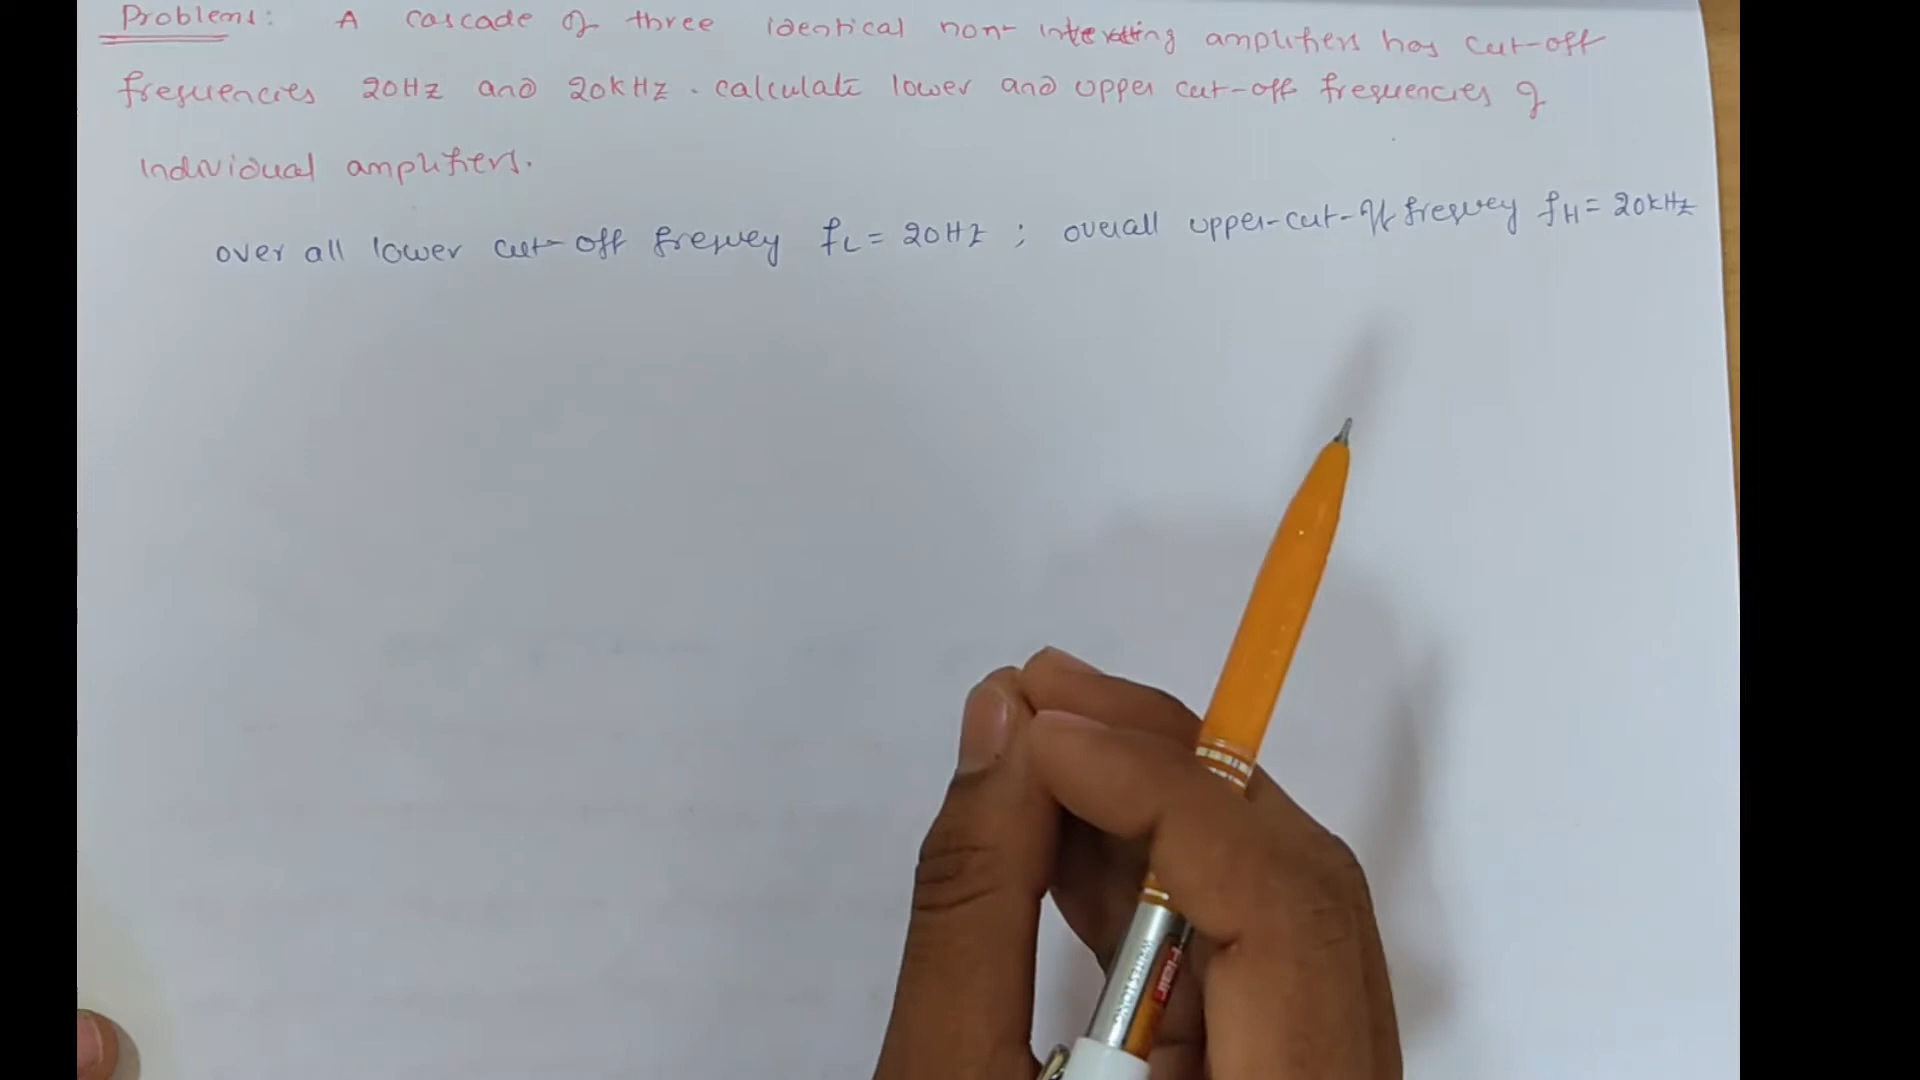 Problems: A cascade of three identical non-interacting amplifiers has cut-off
frequencies 20Hz and 20kHz. calculate lower and upper cut-off frequencies of
individual amplifiers.
over all lower cut-off frequency fL = 20Hz ; overall upper-cut-off frequency fH = 20kHz
Flair